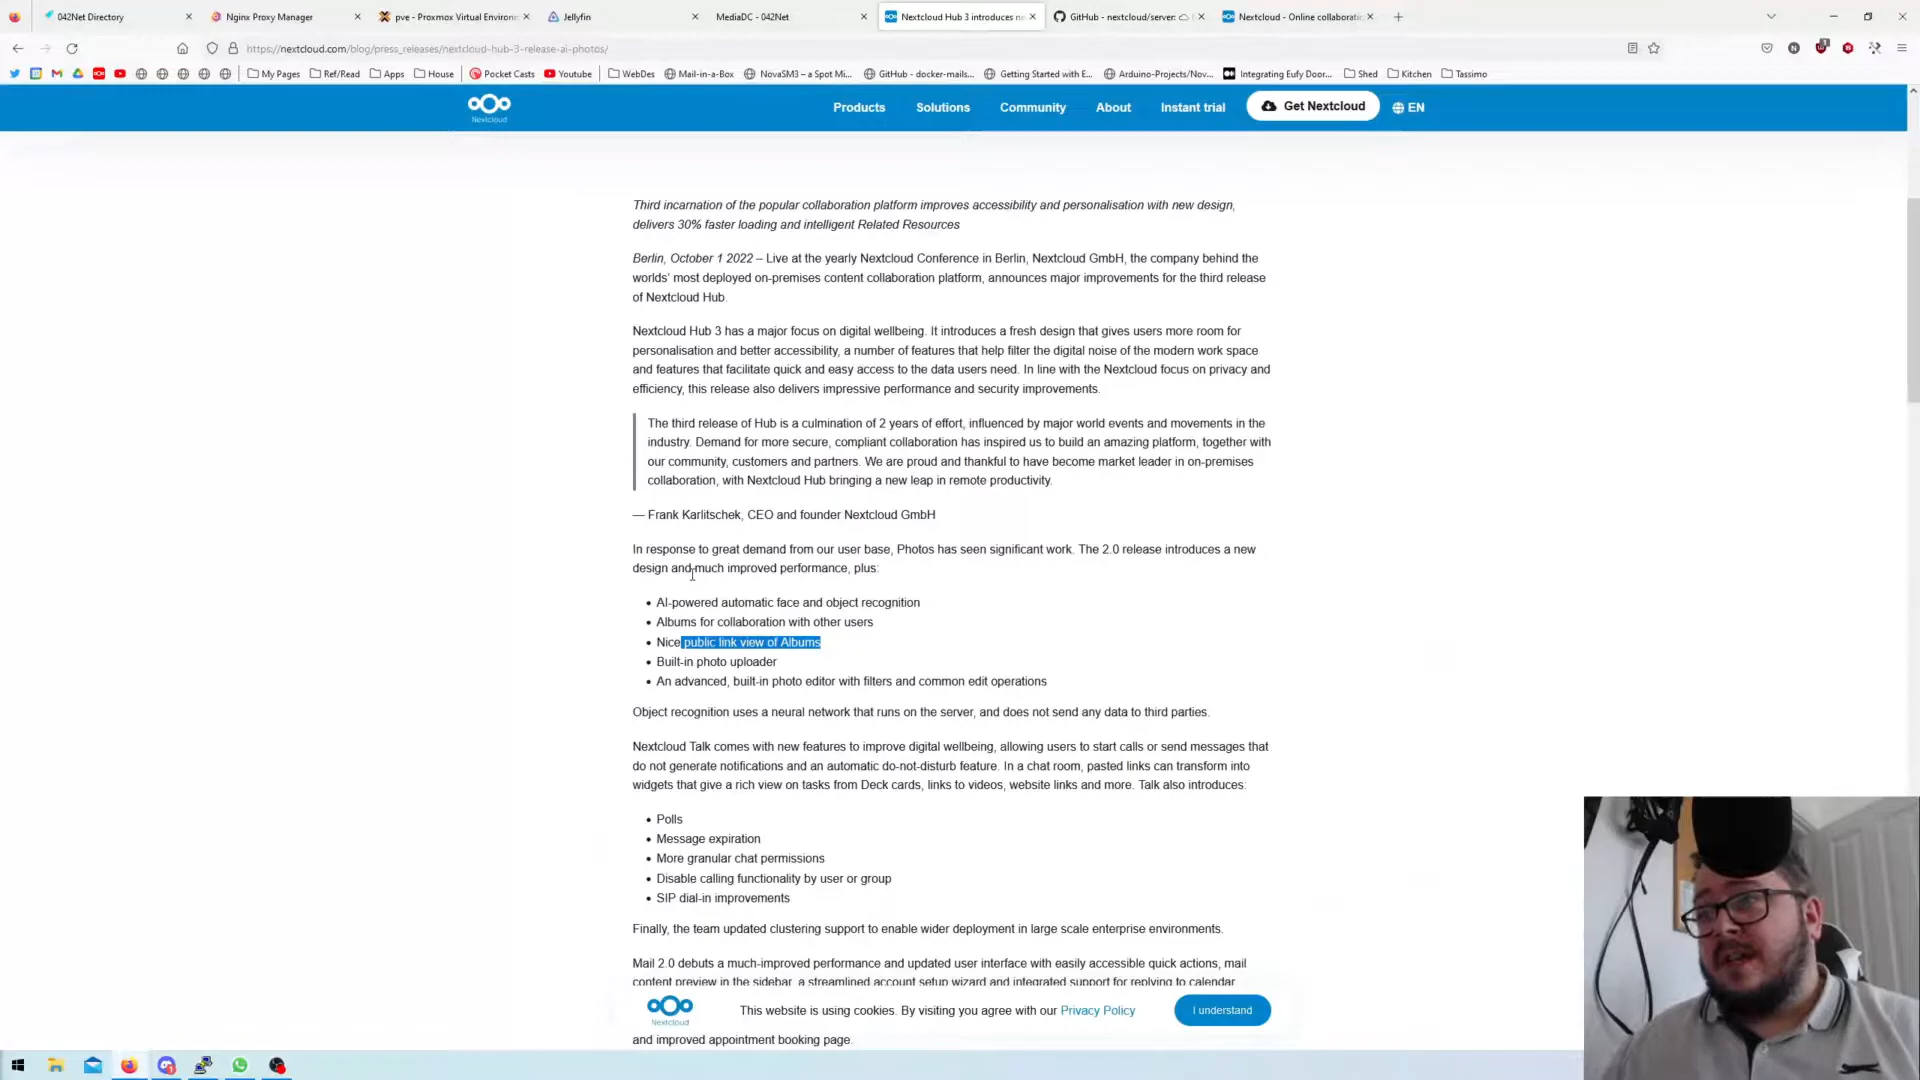 042Net Directory
Nginx Proxy Manager
pve - Proxmox Virtual Environ
Jellyfin
MediaDC - 042Net
Nextcloud Hub 3 introduces ne
GitHub - nextcloud/server:
Nextcloud - Online collaborati
https://nextcloud.com/blog/press_releases/nextcloud-hub-3-release-ai-photos/
My Pages
Ref/Read
Apps
House
Pocket Casts
Youtube
WebDes
Mail-in-a-Box
NovaSM3 – a Spot Mi...
GitHub - docker-mails...
Getting Started with E...
Arduino-Projects/Nov...
Integrating Eufy Door...
Shed
Kitchen
Tassimo
Nextcloud
Products
Solutions
Community
About
Instant trial
Get Nextcloud
EN
Third incarnation of the popular collaboration platform improves accessibility and personalisation with new design,
delivers 30% faster loading and intelligent Related Resources
Berlin, October 1 2022 – Live at the yearly Nextcloud Conference in Berlin, Nextcloud GmbH, the company behind the
worlds' most deployed on-premises content collaboration platform, announces major improvements for the third release
of Nextcloud Hub.
Nextcloud Hub 3 has a major focus on digital wellbeing. It introduces a fresh design that gives users more room for
personalisation and better accessibility, a number of features that help filter the digital noise of the modern work space
and features that facilitate quick and easy access to the data users need. In line with the Nextcloud focus on privacy and
efficiency, this release also delivers impressive performance and security improvements.
The third release of Hub is a culmination of 2 years of effort, influenced by major world events and movements in the
industry. Demand for more secure, compliant collaboration has inspired us to build an amazing platform, together with
our community, customers and partners. We are proud and thankful to have become market leader in on-premises
collaboration, with Nextcloud Hub bringing a new leap in remote productivity.
— Frank Karlitschek, CEO and founder Nextcloud GmbH
In response to great demand from our user base, Photos has seen significant work. The 2.0 release introduces a new
design and much improved performance, plus:
• AI-powered automatic face and object recognition
• Albums for collaboration with other users
• Nice public link view of Albums
• Built-in photo uploader
• An advanced, built-in photo editor with filters and common edit operations
Object recognition uses a neural network that runs on the server, and does not send any data to third parties.
Nextcloud Talk comes with new features to improve digital wellbeing, allowing users to start calls or send messages that
do not generate notifications and an automatic do-not-disturb feature. In a chat room, pasted links can transform into
widgets that give a rich view on tasks from Deck cards, links to videos, website links and more. Talk also introduces:
• Polls
• Message expiration
• More granular chat permissions
• Disable calling functionality by user or group
• SIP dial-in improvements
Finally, the team updated clustering support to enable wider deployment in large scale enterprise environments.
Mail 2.0 debuts a much-improved performance and updated user interface with easily accessible quick actions, mail
content preview in the sidebar, a streamlined account setup wizard and integrated support for replying to calendar
Nextcloud
This website is using cookies. By visiting you agree with our Privacy Policy
I understand
and improved appointment booking page.